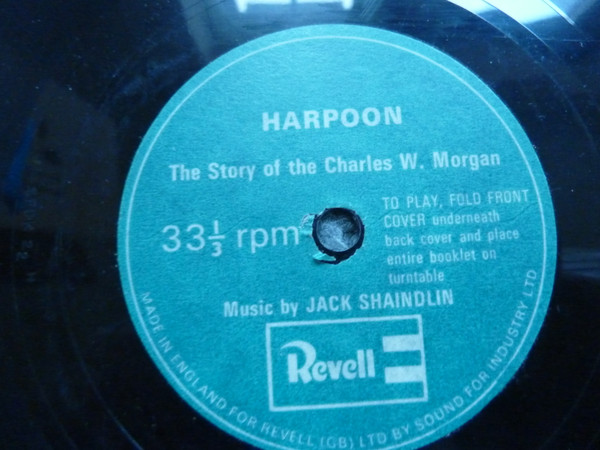 HARPOON
The Story of the Charles W. Morgan
33⅓ rpm
TO PLAY, FOLD FRONT
COVER underneath
back cover and place
entire booklet on
turntable
Music by JACK SHAINDLIN
Revell
MADE IN ENGLAND FOR REVELL (GB) LTD BY SOUND FOR INDUSTRY LTD